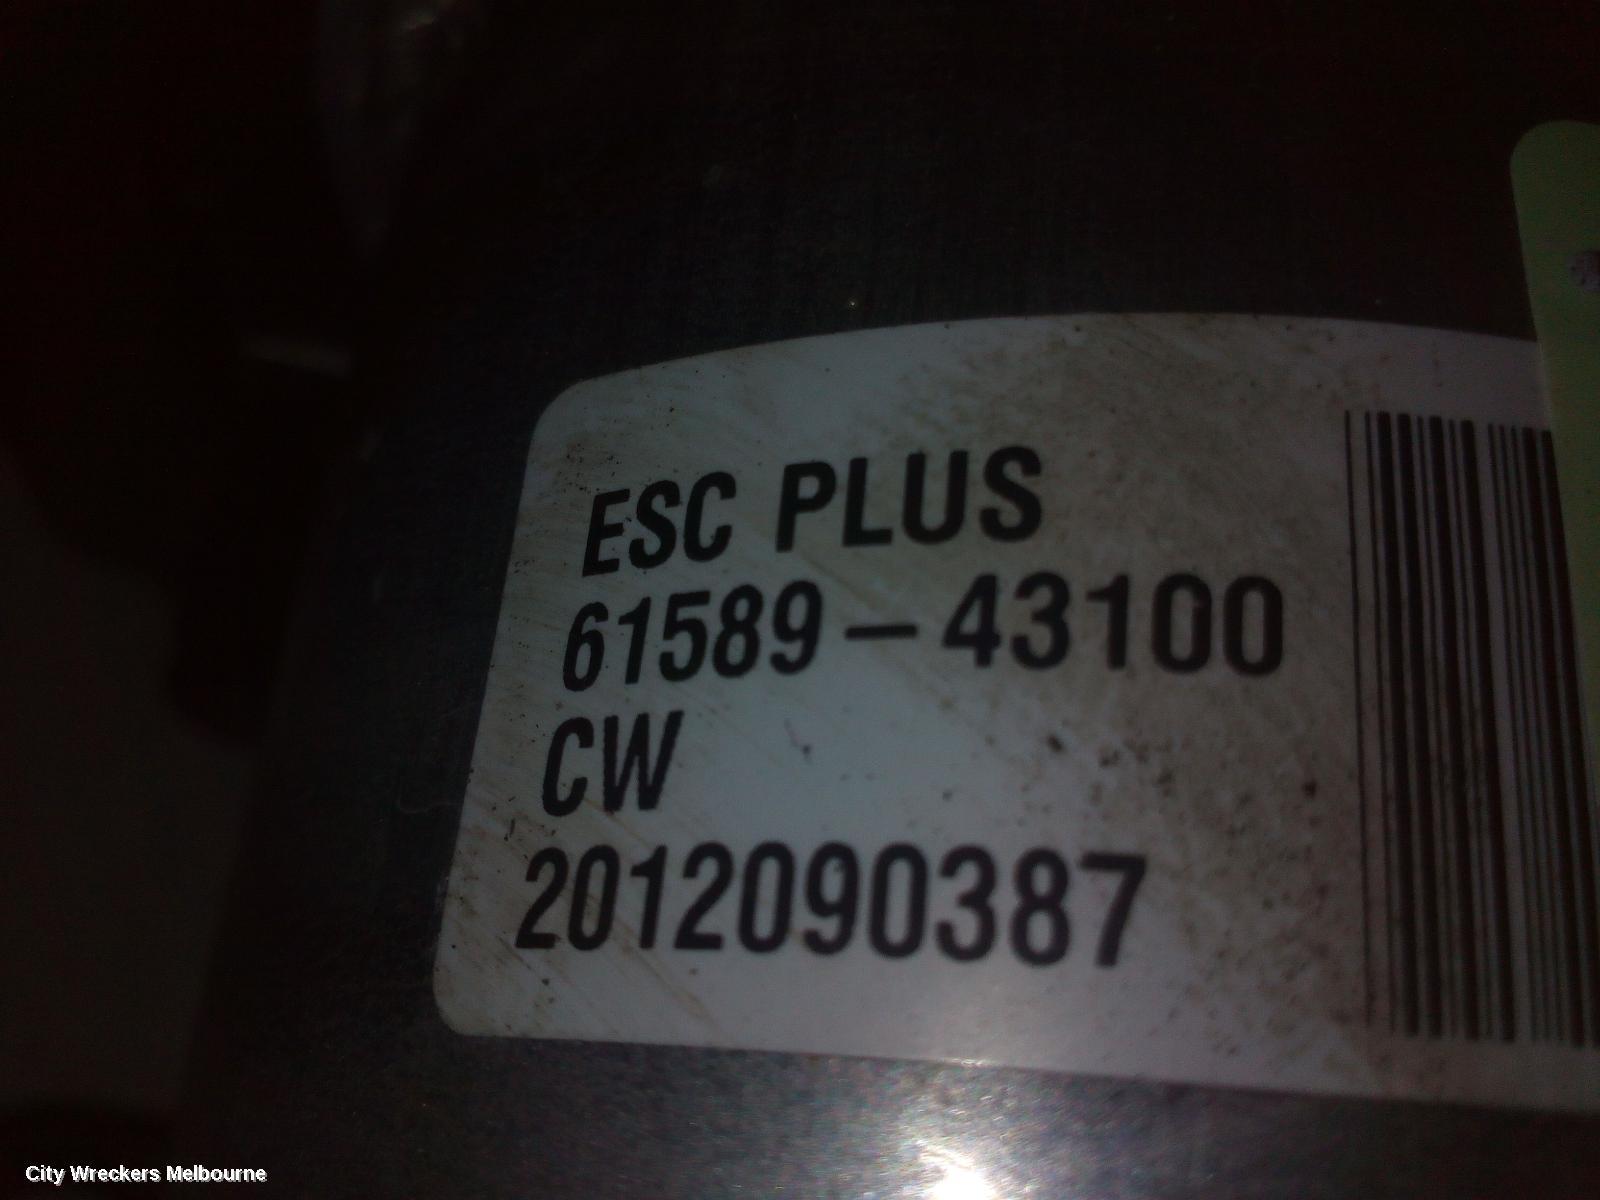 ESC PLUS
61589-43100
CW
2012090387
City Wreckers Melbourne